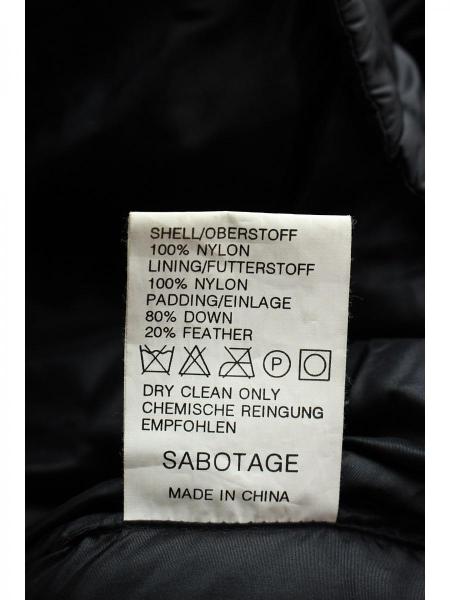 SHELL/OBERSTOFF
100% NYLON
LINING/FUTTERSTOFF
100% NYLON
PADDING/EINLAGE
80% DOWN
20% FEATHER
P
DRY CLEAN ONLY
CHEMISCHE REINGUNG
EMPFOHLEN
SABOTAGE
MADE IN CHINA